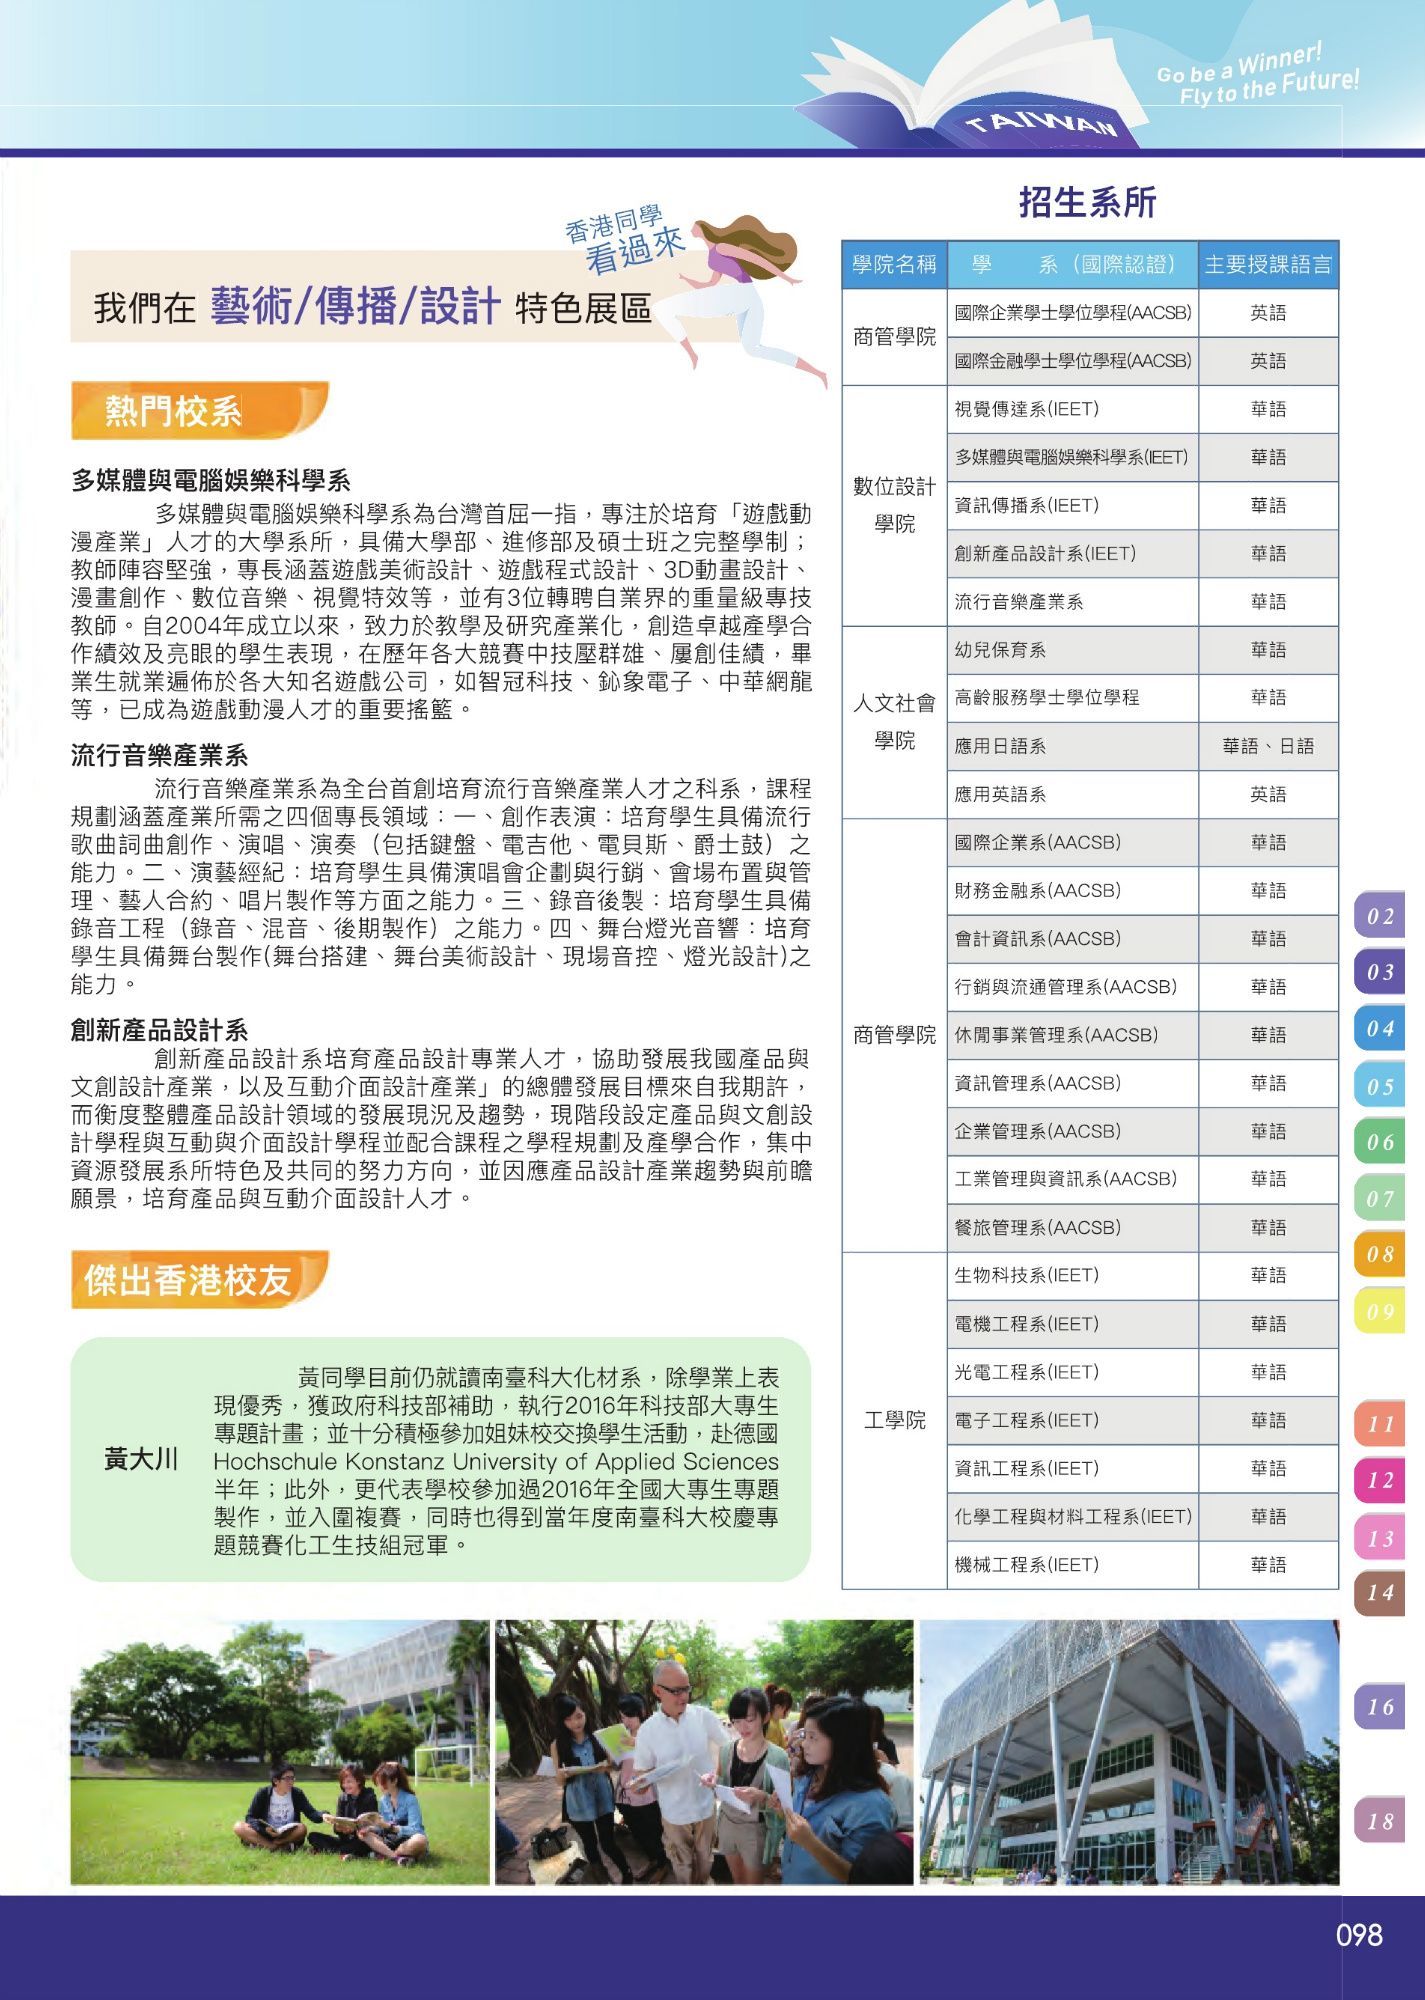 Go be a Winner!
Fly to the Future!
TAIWAN
香港同學
看過來
我們在 藝術/傳播/設計 特色展區
熱門校系
多媒體與電腦娛樂科學系
多媒體與電腦娛樂科學系為台灣首屈一指，專注於培育「遊戲動
漫產業」人才的大學系所，具備大學部、進修部及碩士班之完整學制；
教師陣容堅強，專長涵蓋遊戲美術設計、遊戲程式設計、3D動畫設計、
漫畫創作、數位音樂、視覺特效等，並有3位轉聘自業界的重量級專技
教師。自2004年成立以來，致力於教學及研究產業化，創造卓越產學合
作績效及亮眼的學生表現，在歷年各大競賽中技壓群雄、屢創佳績，畢
業生就業遍佈於各大知名遊戲公司，如智冠科技、鈊象電子、中華網龍
等，已成為遊戲動漫人才的重要搖籃。
流行音樂產業系
流行音樂產業系為全台首創培育流行音樂產業人才之科系，課程
規劃涵蓋產業所需之四個專長領域：一、創作表演：培育學生具備流行
歌曲詞曲創作、演唱、演奏（包括鍵盤、電吉他、電貝斯、爵士鼓）之
能力。二、演藝經紀：培育學生具備演唱會企劃與行銷、會場布置與管
理、藝人合約、唱片製作等方面之能力。三、錄音後製：培育學生具備
錄音工程（錄音、混音、後期製作）之能力。四、舞台燈光音響：培育
學生具備舞台製作(舞台搭建、舞台美術設計、現場音控、燈光設計)之
能力。
創新產品設計系
創新產品設計系培育產品設計專業人才，協助發展我國產品與
文創設計產業，以及互動介面設計產業」的總體發展目標來自我期許，
而衡度整體產品設計領域的發展現況及趨勢，現階段設定產品與文創設
計學程與互動與介面設計學程並配合課程之學程規劃及產學合作，集中
資源發展系所特色及共同的努力方向，並因應產品設計產業趨勢與前瞻
願景，培育產品與互動介面設計人才。
傑出香港校友
黃大川
黃同學目前仍就讀南臺科大化材系，除學業上表
現優秀，獲政府科技部補助，執行2016年科技部大專生
專題計畫；並十分積極參加姐妹校交換學生活動，赴德國
Hochschule Konstanz University of Applied Sciences
半年；此外，更代表學校參加過2016年全國大專生專題
製作，並入圍複賽，同時也得到當年度南臺科大校慶專
題競賽化工生技組冠軍。
招生系所
學院名稱 學　　系（國際認證） 主要授課語言
商管學院
國際企業學士學位學程(AACSB) 英語
國際金融學士學位學程(AACSB) 英語
數位設計
學院
視覺傳達系(IEET) 華語
多媒體與電腦娛樂科學系(IEET) 華語
資訊傳播系(IEET) 華語
創新產品設計系(IEET) 華語
流行音樂產業系 華語
人文社會
學院
幼兒保育系 華語
高齡服務學士學位學程 華語
應用日語系 華語、日語
應用英語系 英語
商管學院
國際企業系(AACSB) 華語
財務金融系(AACSB) 華語
會計資訊系(AACSB) 華語
行銷與流通管理系(AACSB) 華語
休閒事業管理系(AACSB) 華語
資訊管理系(AACSB) 華語
企業管理系(AACSB) 華語
工業管理與資訊系(AACSB) 華語
餐旅管理系(AACSB) 華語
工學院
生物科技系(IEET) 華語
電機工程系(IEET) 華語
光電工程系(IEET) 華語
電子工程系(IEET) 華語
資訊工程系(IEET) 華語
化學工程與材料工程系(IEET) 華語
機械工程系(IEET) 華語
02
03
04
05
06
07
08
09
11
12
13
14
16
18
098